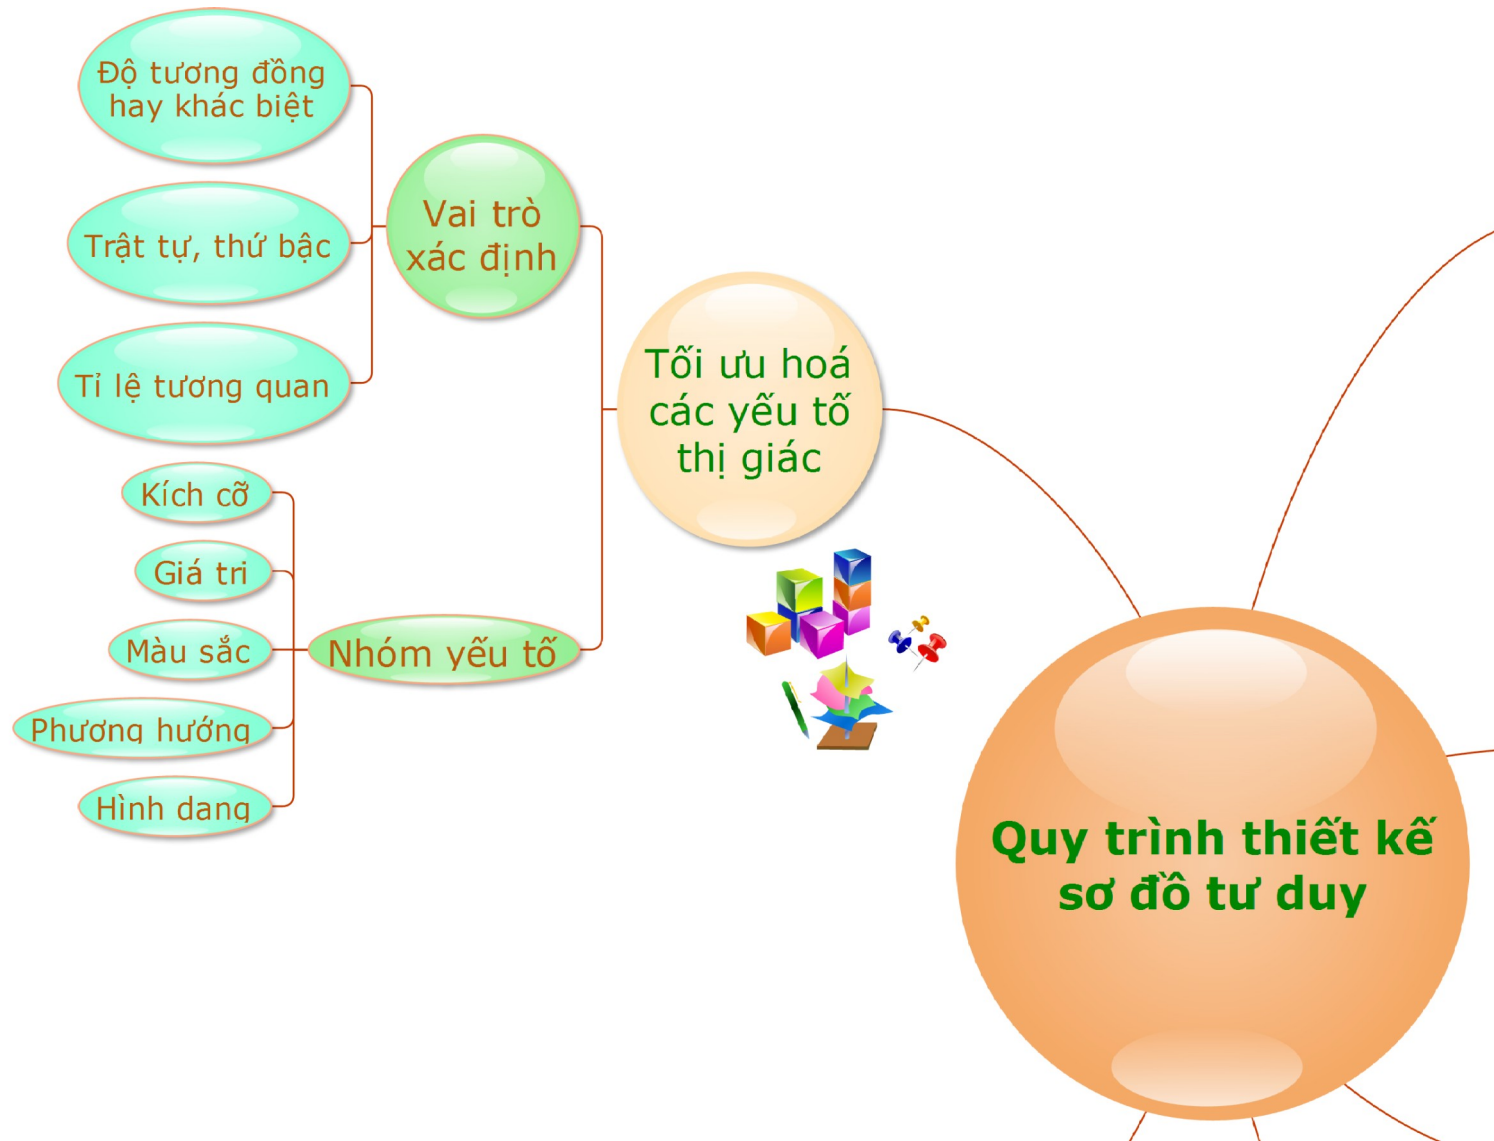 Độ tương đồng
hay khác biệt
Trật tự, thứ bậc
Tỉ lệ tương quan
Vai trò
xác định
Tối ưu hoá
các yếu tố
thị giác
Kích cỡ
Giá tri
Màu sắc
Phương hướng
Hình dang
Nhóm yếu tố
Quy trình thiết kế
sơ đồ tư duy